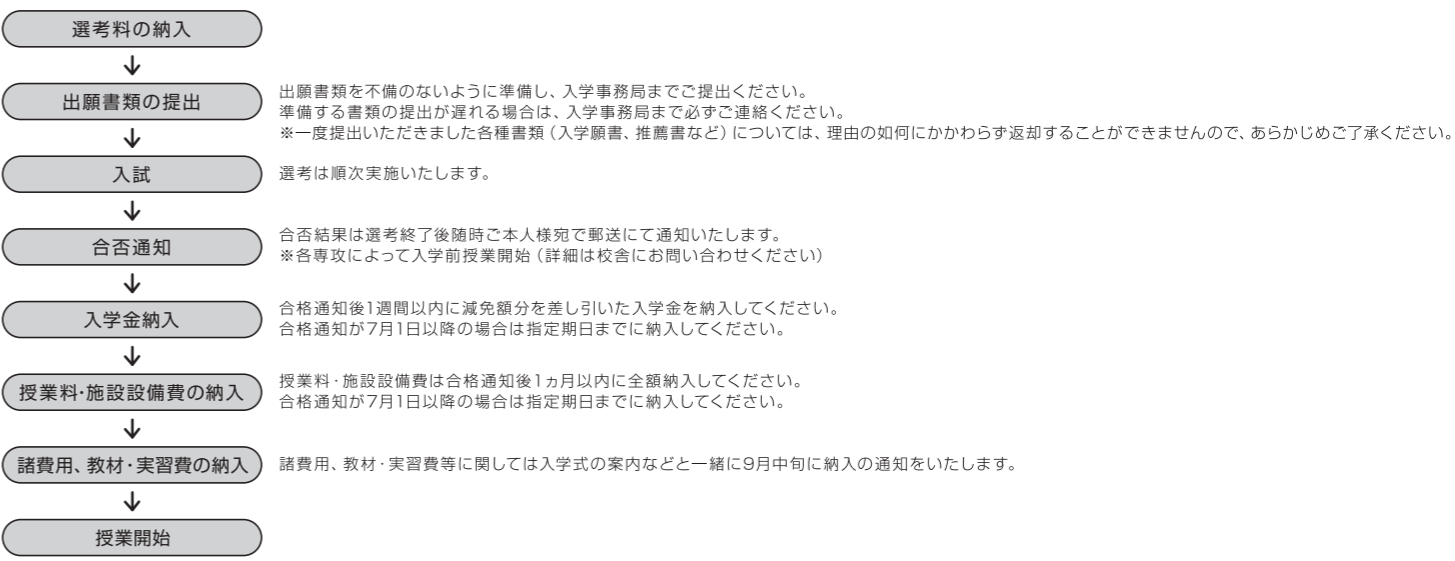 選考料の納入
出願書類の提出
出願書類を不備のないように準備し、入学事務局までご提出ください。
準備する書類の提出が遅れる場合は、入学事務局まで必ずご連絡ください。
※一度提出いただきました各種書類（入学願書、推薦書など）については、理由の如何にかかわらず返却することができませんので、あらかじめご了承ください。
入試
選考は順次実施いたします。
合否通知
合否結果は選考終了後随時ご本人様宛で郵送にて通知いたします。
※各専攻によって入学前授業開始（詳細は校舎にお問い合わせください）
入学金納入
合格通知後1週間以内に減免額分を差し引いた入学金を納入してください。
合格通知が7月1日以降の場合は指定期日までに納入してください。
授業料・施設設備費の納入
授業料・施設設備費は合格通知後1ヵ月以内に全額納入してください。
合格通知が7月1日以降の場合は指定期日までに納入してください。
諸費用、教材・実習費の納入
諸費用、教材・実習費等に関しては入学式の案内などと一緒に9月中旬に納入の通知をいたします。
授業開始